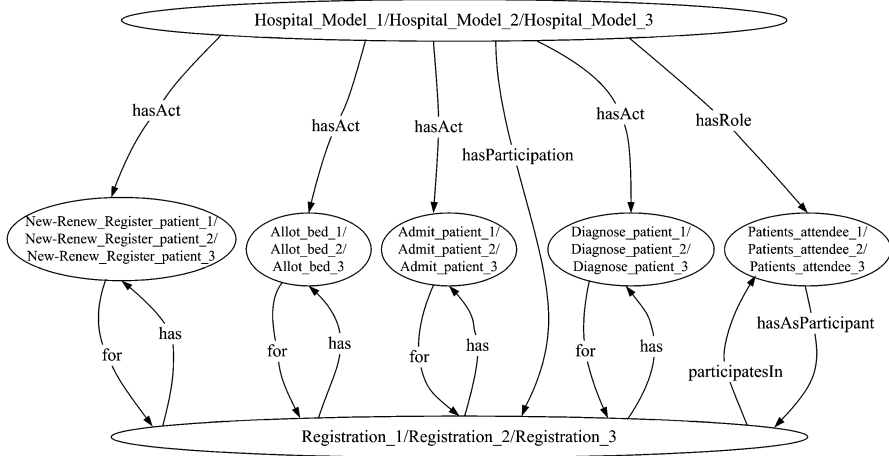 Hospital_Model_1/Hospital_Model_2/Hospital_Model_3
hasAct
hasAct
hasAct
hasParticipation
hasAct
hasRole
New-Renew_Register_patient_1/
New-Renew_Register_patient_2/
New-Renew_Register_patient_3
Allot_bed_1/
Allot_bed_2/
Allot_bed_3
Admit_patient_1/
Admit_patient_2/
Admit_patient_3
Diagnose_patient_1/
Diagnose_patient_2/
Diagnose_patient_3
Patients_attendee_1/
Patients_attendee_2/
Patients_attendee_3
for
has
for
has
for
has
for
has
participatesIn
hasAsParticipant
Registration_1/Registration_2/Registration_3